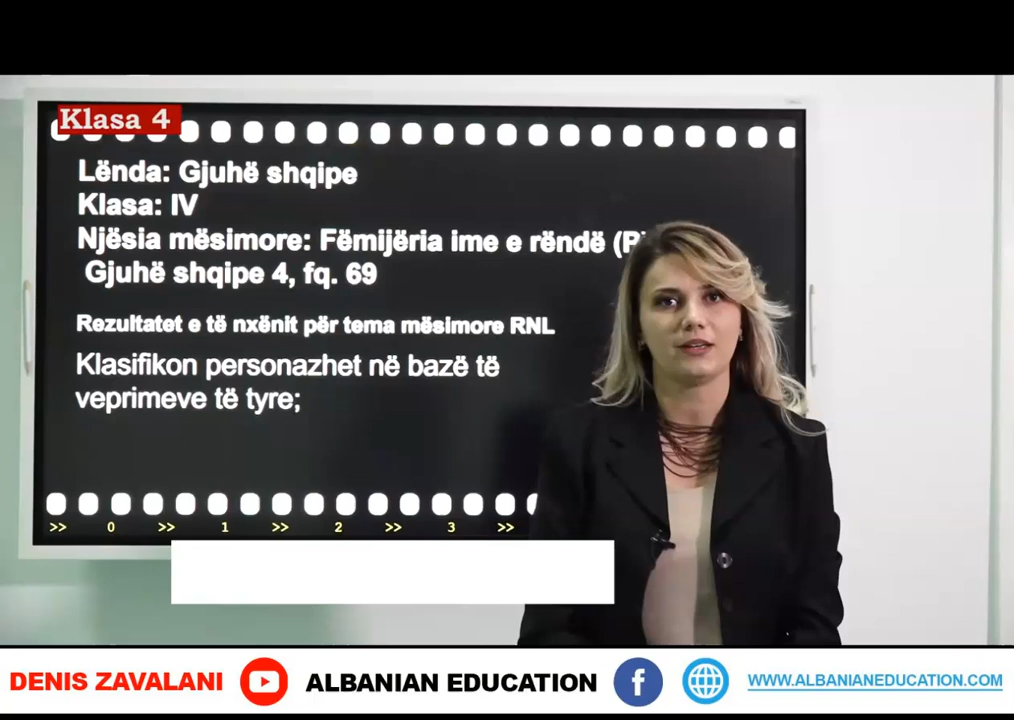 Klasa 4
Lënda: Gjuhë shqipe
Klasa: IV
Njësia mësimore: Fëmijëria ime e rëndë
Gjuhë shqipe 4, fq. 69
Rezultatet e të nxënit për tema mësimore RNL
Klasifikon personazhet në bazë të
veprimeve të tyre;
>> 0 >> 1 >> 2 >> 3 >>
DENIS ZAVALANI ALBANIAN EDUCATION f WWW.ALBANIANEDUCATION.COM